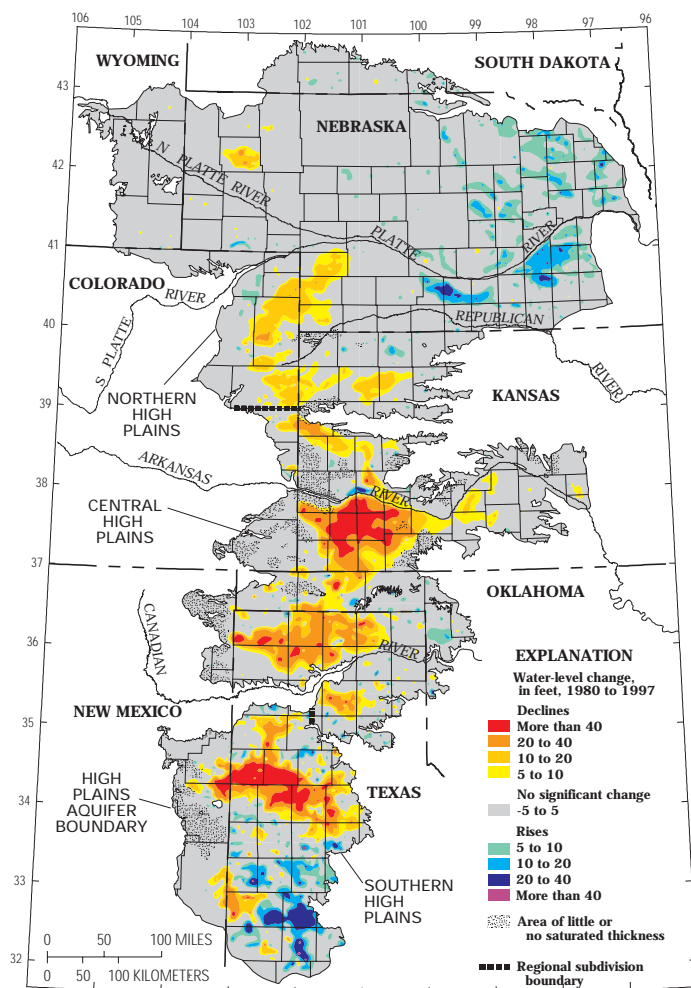 106 105 104 103 102 101 100 99 98 97 96
WYOMING
SOUTH DAKOTA
43
NEBRASKA
42
N PLATTE RIVER
PLATTE
RIVER
41
COLORADO
RIVER
S PLATTE
40
REPUBLICAN
RIVER
NORTHERN
HIGH
PLAINS
KANSAS
39
ARKANSAS
RIVER
38
CENTRAL
HIGH
PLAINS
37
OKLAHOMA
CANADIAN
RIVER
36
EXPLANATION
Water-level change,
in feet, 1980 to 1997
Declines
More than 40
20 to 40
10 to 20
5 to 10
No significant change
-5 to 5
Rises
5 to 10
10 to 20
20 to 40
More than 40
Area of little or
no saturated thickness
Regional subdivision
boundary
NEW MEXICO
35
HIGH
PLAINS
AQUIFER
BOUNDARY
TEXAS
34
SOUTHERN
HIGH
PLAINS
33
32
0 50 100 MILES
0 50 100 KILOMETERS